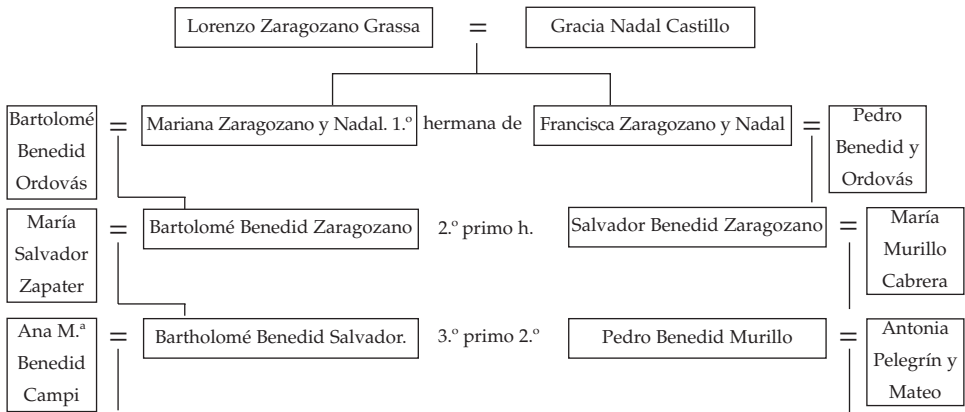 Lorenzo Zaragozano Grassa = Gracia Nadal Castillo
Bartolomé
Benedid
Ordovás
= Mariana Zaragozano y Nadal. 1.º hermana de Francisca Zaragozano y Nadal =
Pedro
Benedid y
Ordovás
María
Salvador
Zapater
= Bartolomé Benedid Zaragozano 2.º primo h. Salvador Benedid Zaragozano =
María
Murillo
Cabrera
Ana M.ª
Benedid
Campi
= Bartholomé Benedid Salvador. 3.º primo 2.º Pedro Benedid Murillo =
Antonia
Pelegrín y
Mateo